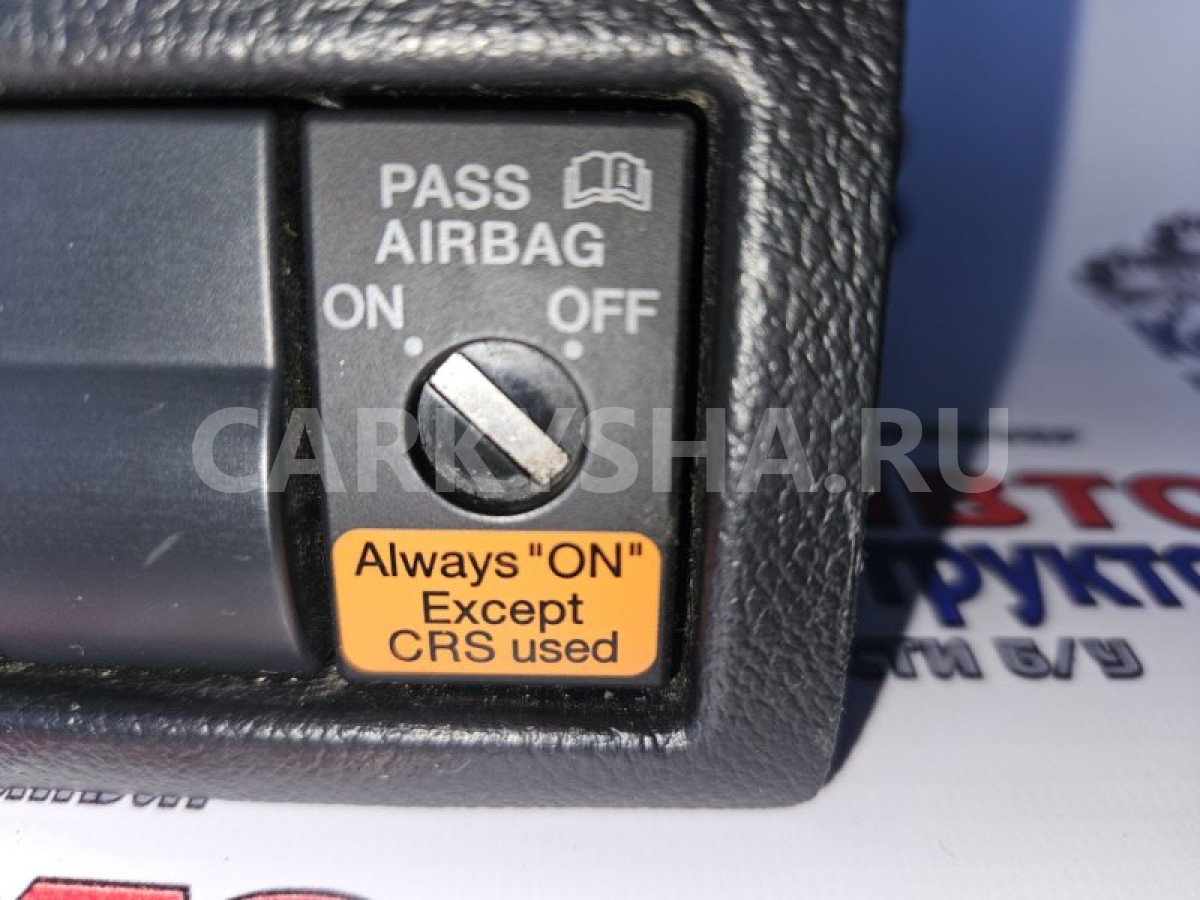 PASS
AIRBAG
ON OFF
CARKYSHA.RU
Always "ON"
Except
CRS used
б/у